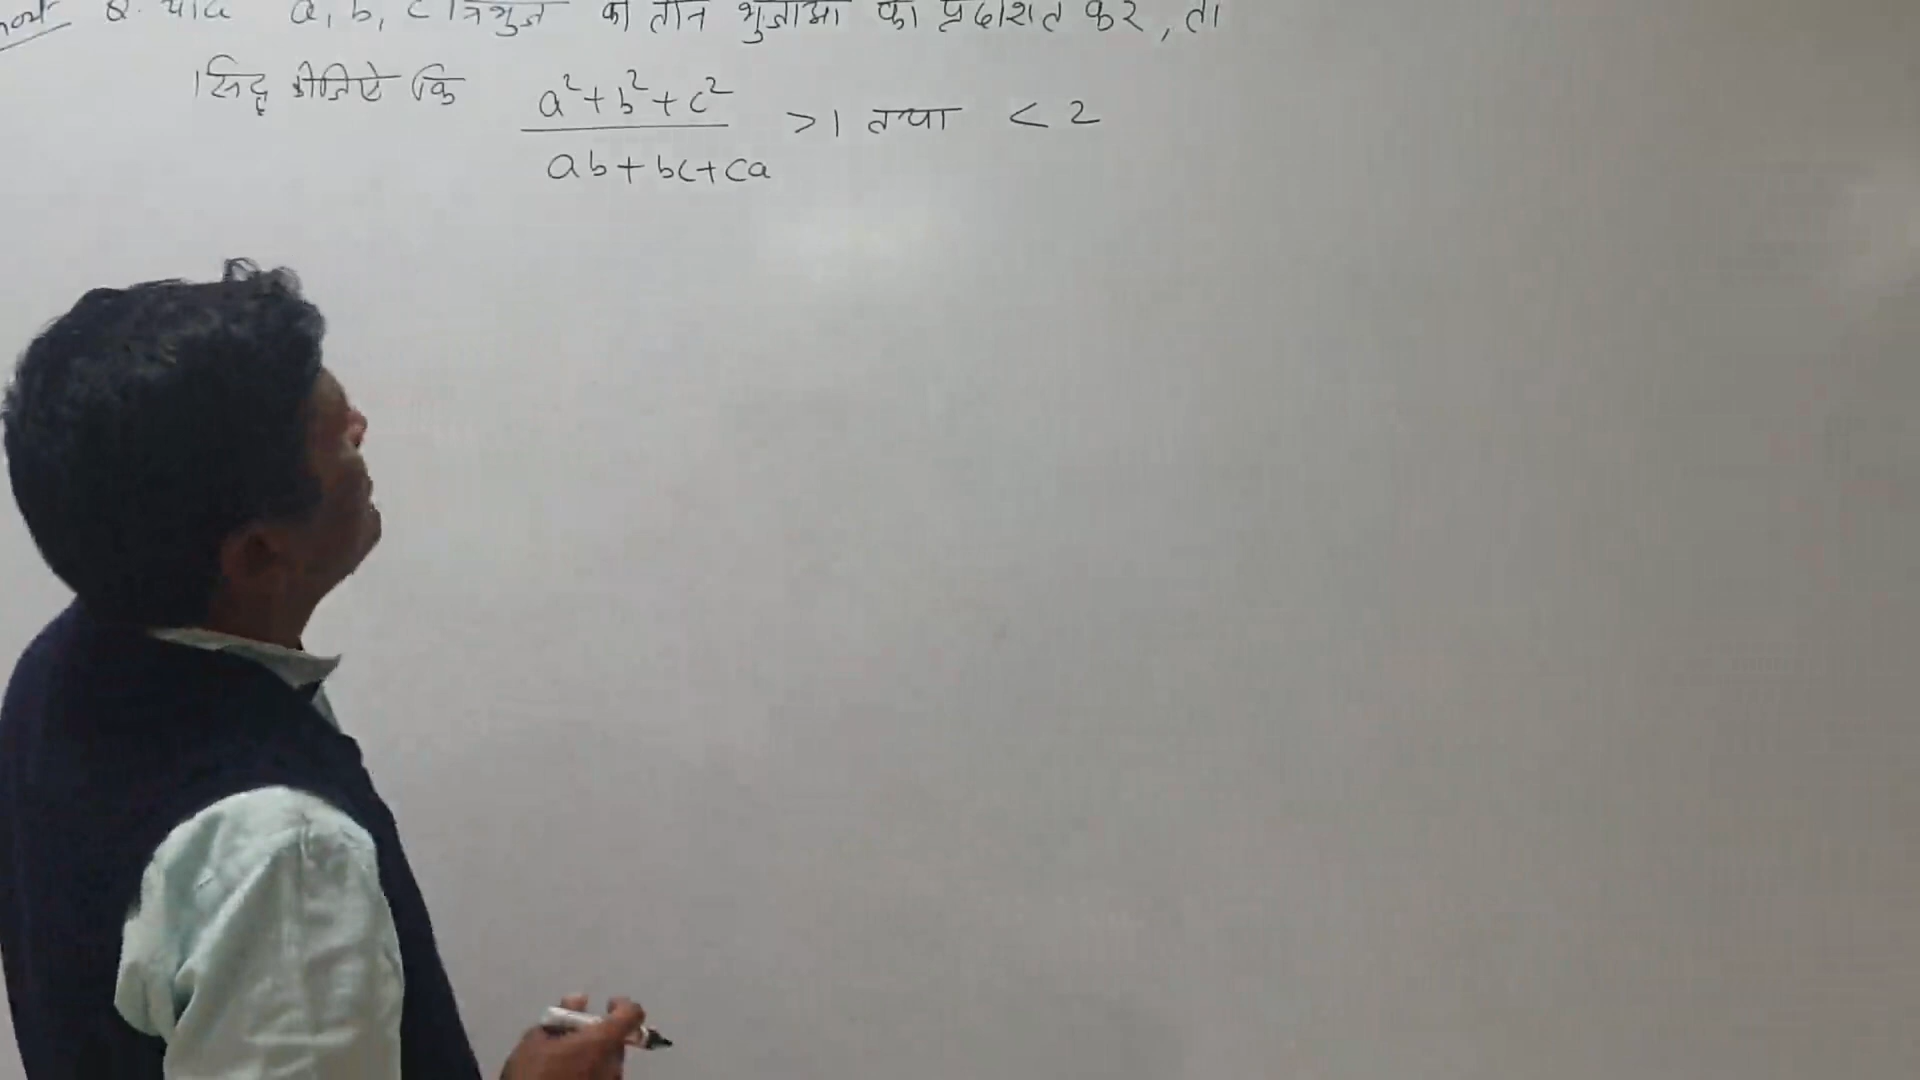 Q. यदि a, b, c त्रिभुज की तीन भुजाओं को प्रदर्शित करें, तो
सिद्ध कीजिऐ कि a²+b²+c² / ab+bc+ca >1 तथा < 2